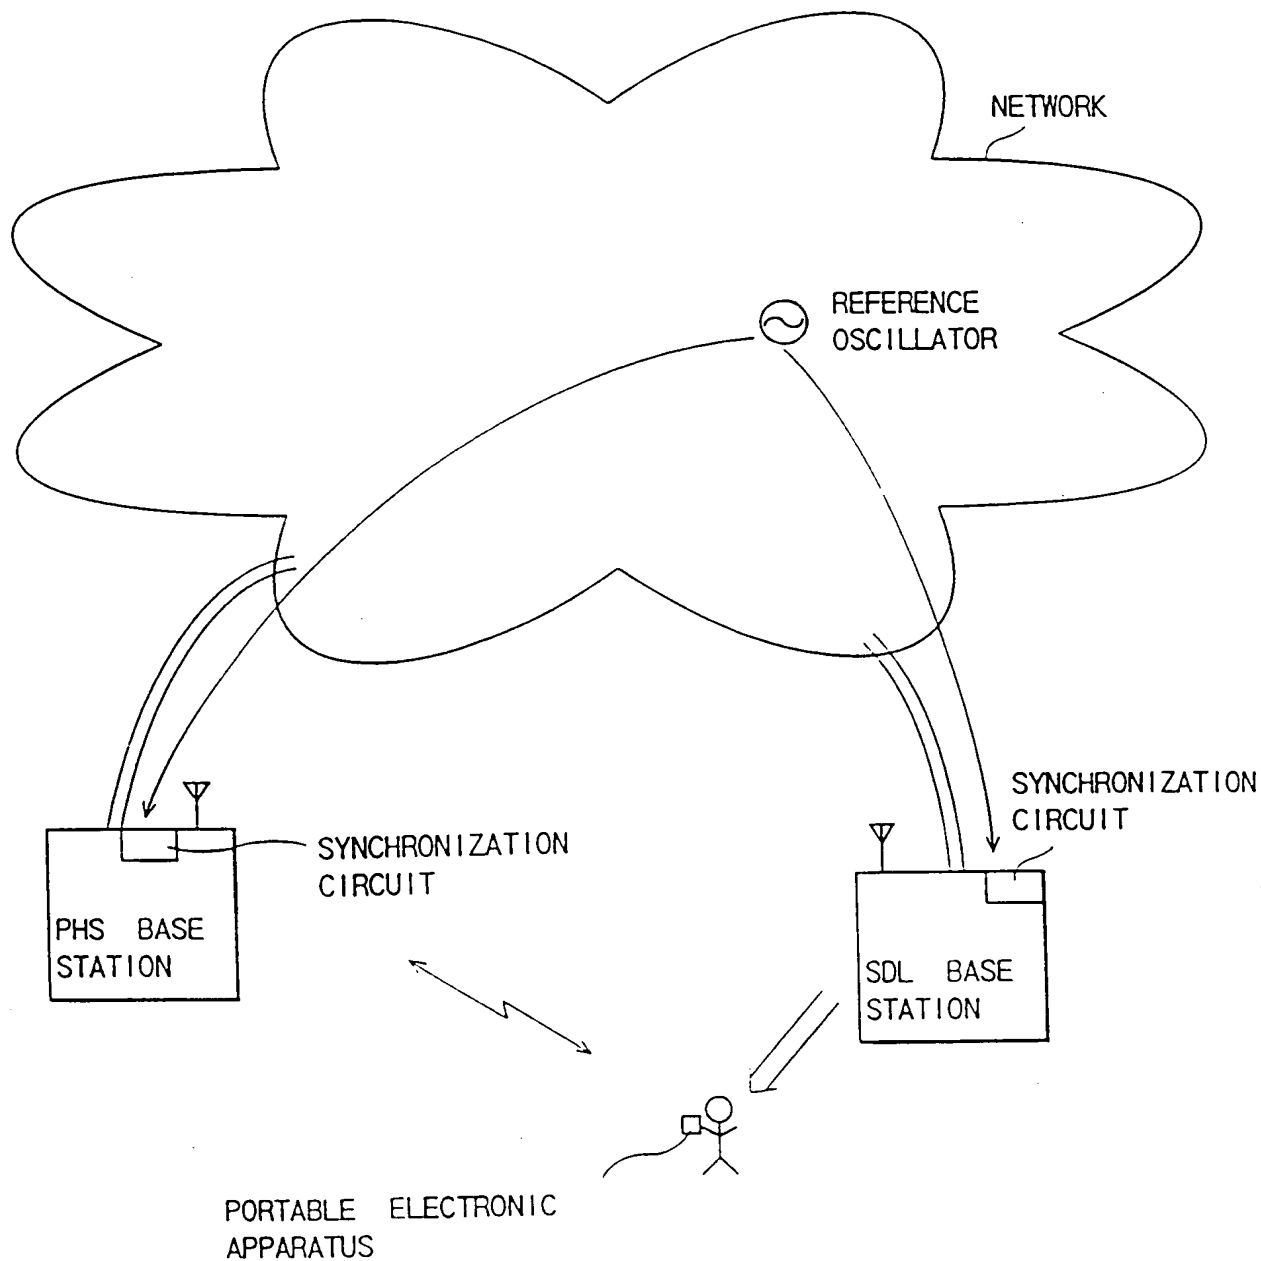 NETWORK
REFERENCE
OSCILLATOR
SYNCHRONIZATION
CIRCUIT
SYNCHRONIZATION
CIRCUIT
PHS BASE
STATION
SDL BASE
STATION
PORTABLE ELECTRONIC
APPARATUS